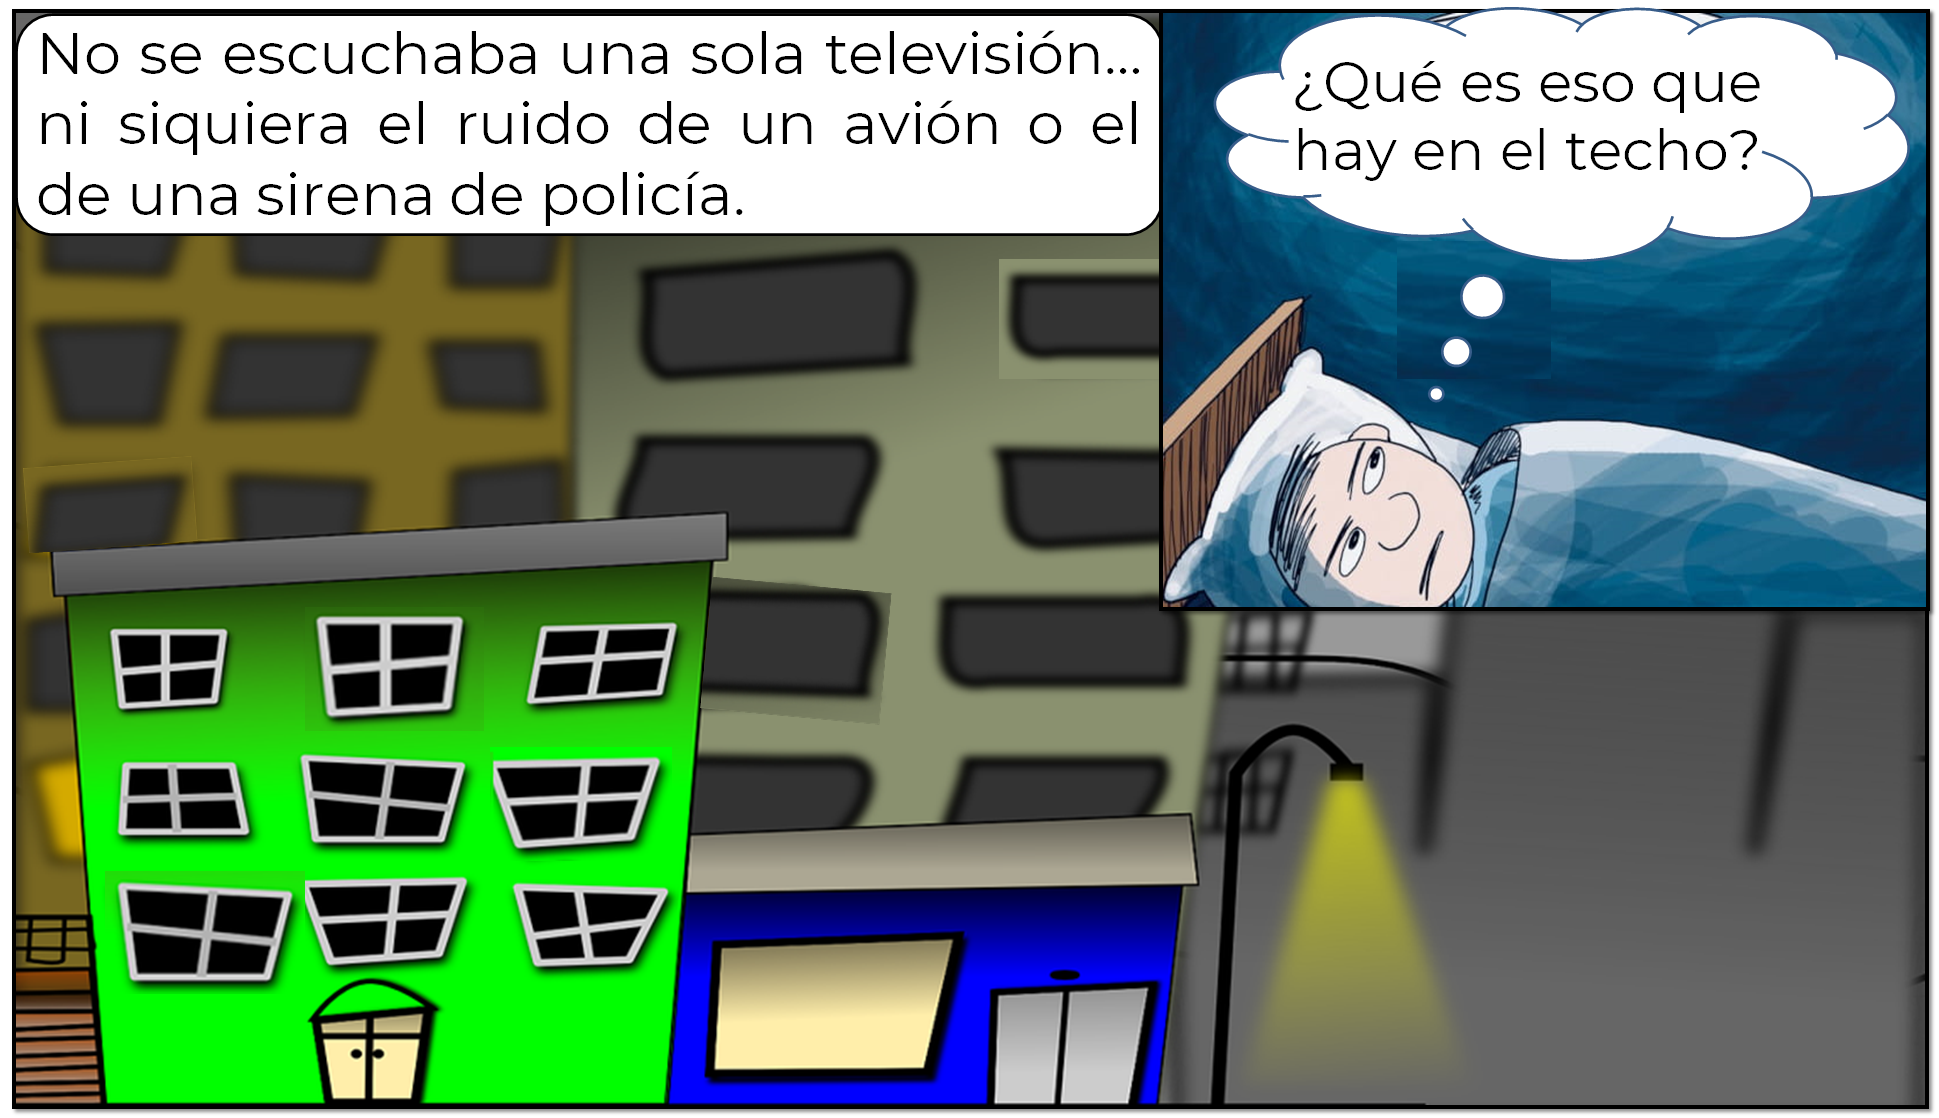 No se escuchaba una sola televisión...
ni siquiera el ruido de un avión o el
de una sirena de policía.
¿Qué es eso que
hay en el techo?